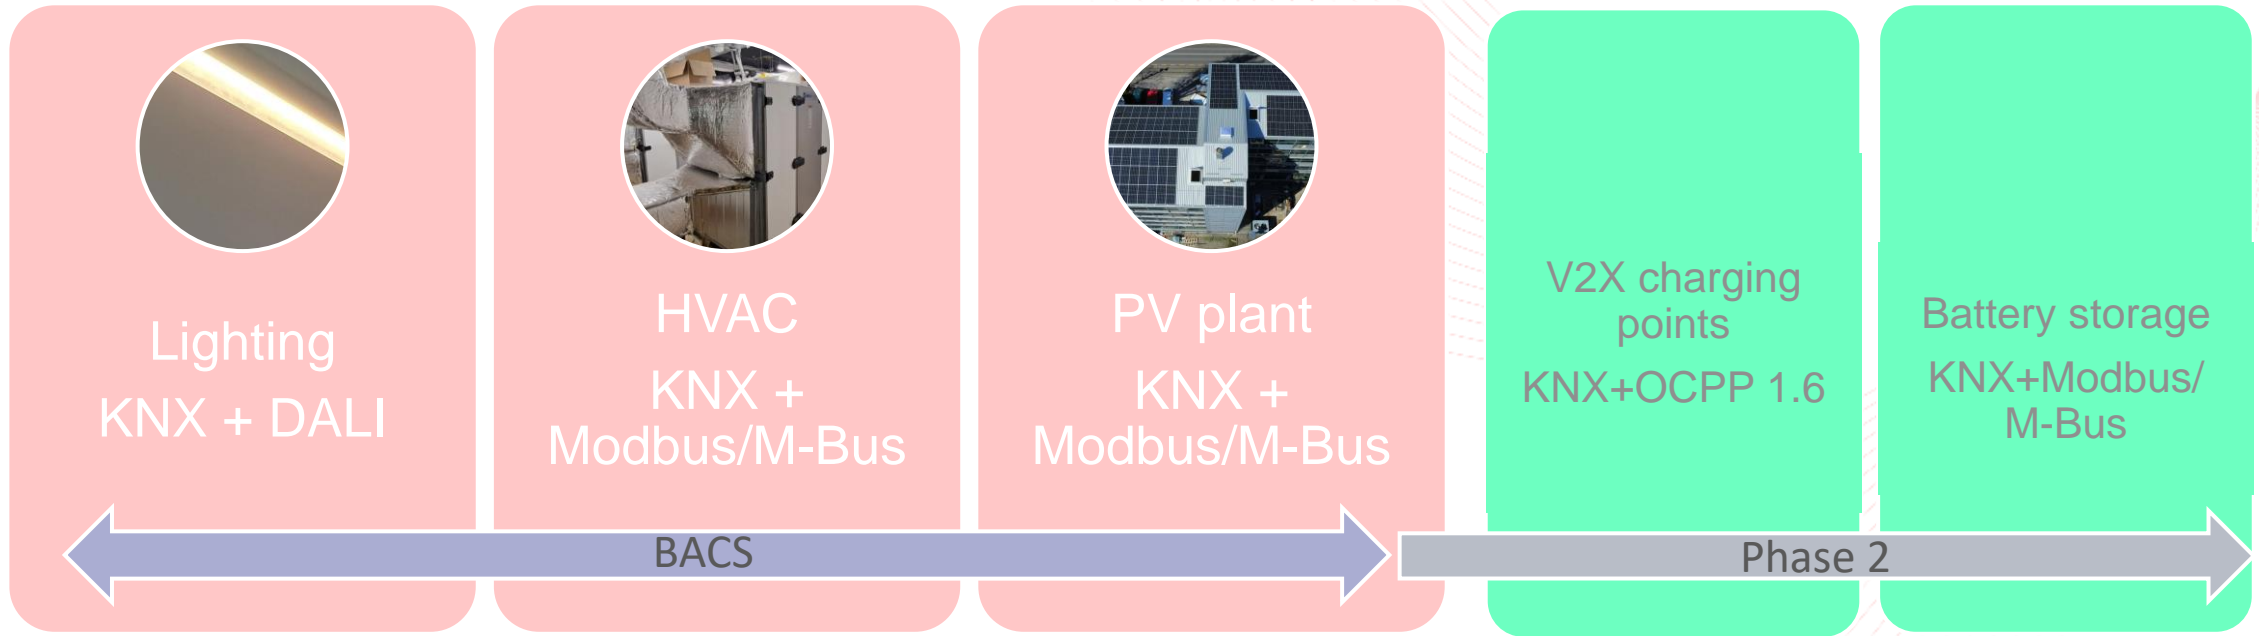 Lighting
KNX + DALI
HVAC
KNX +
Modbus/M-Bus
PV plant
KNX +
Modbus/M-Bus
V2X charging
points
KNX+OCPP 1.6
Battery storage
KNX+Modbus/
M-Bus
BACS
Phase 2